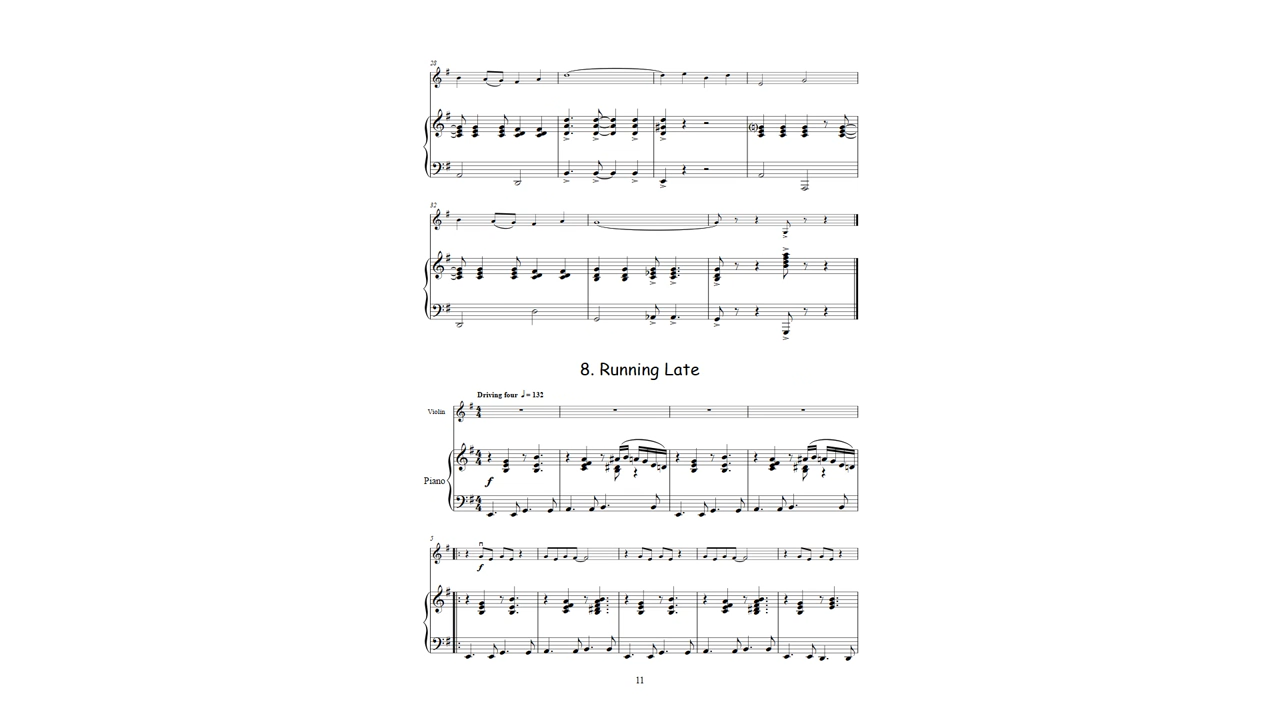 28
32
8. Running Late
Driving four ♩= 132
Violin
Piano
f
5
f
11